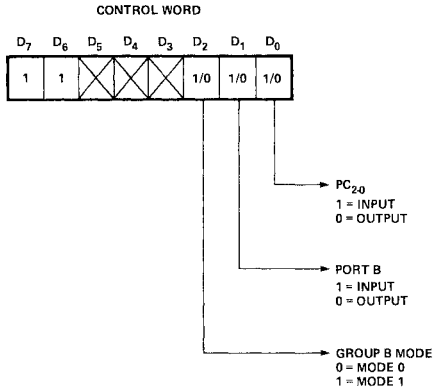 CONTROL WORD
D7 D6 D5 D4 D3 D2 D1 D0
1 1 1/0 1/0 1/0
PC2-0
1 = INPUT
0 = OUTPUT
PORT B
1 = INPUT
0 = OUTPUT
GROUP B MODE
0 = MODE 0
1 = MODE 1